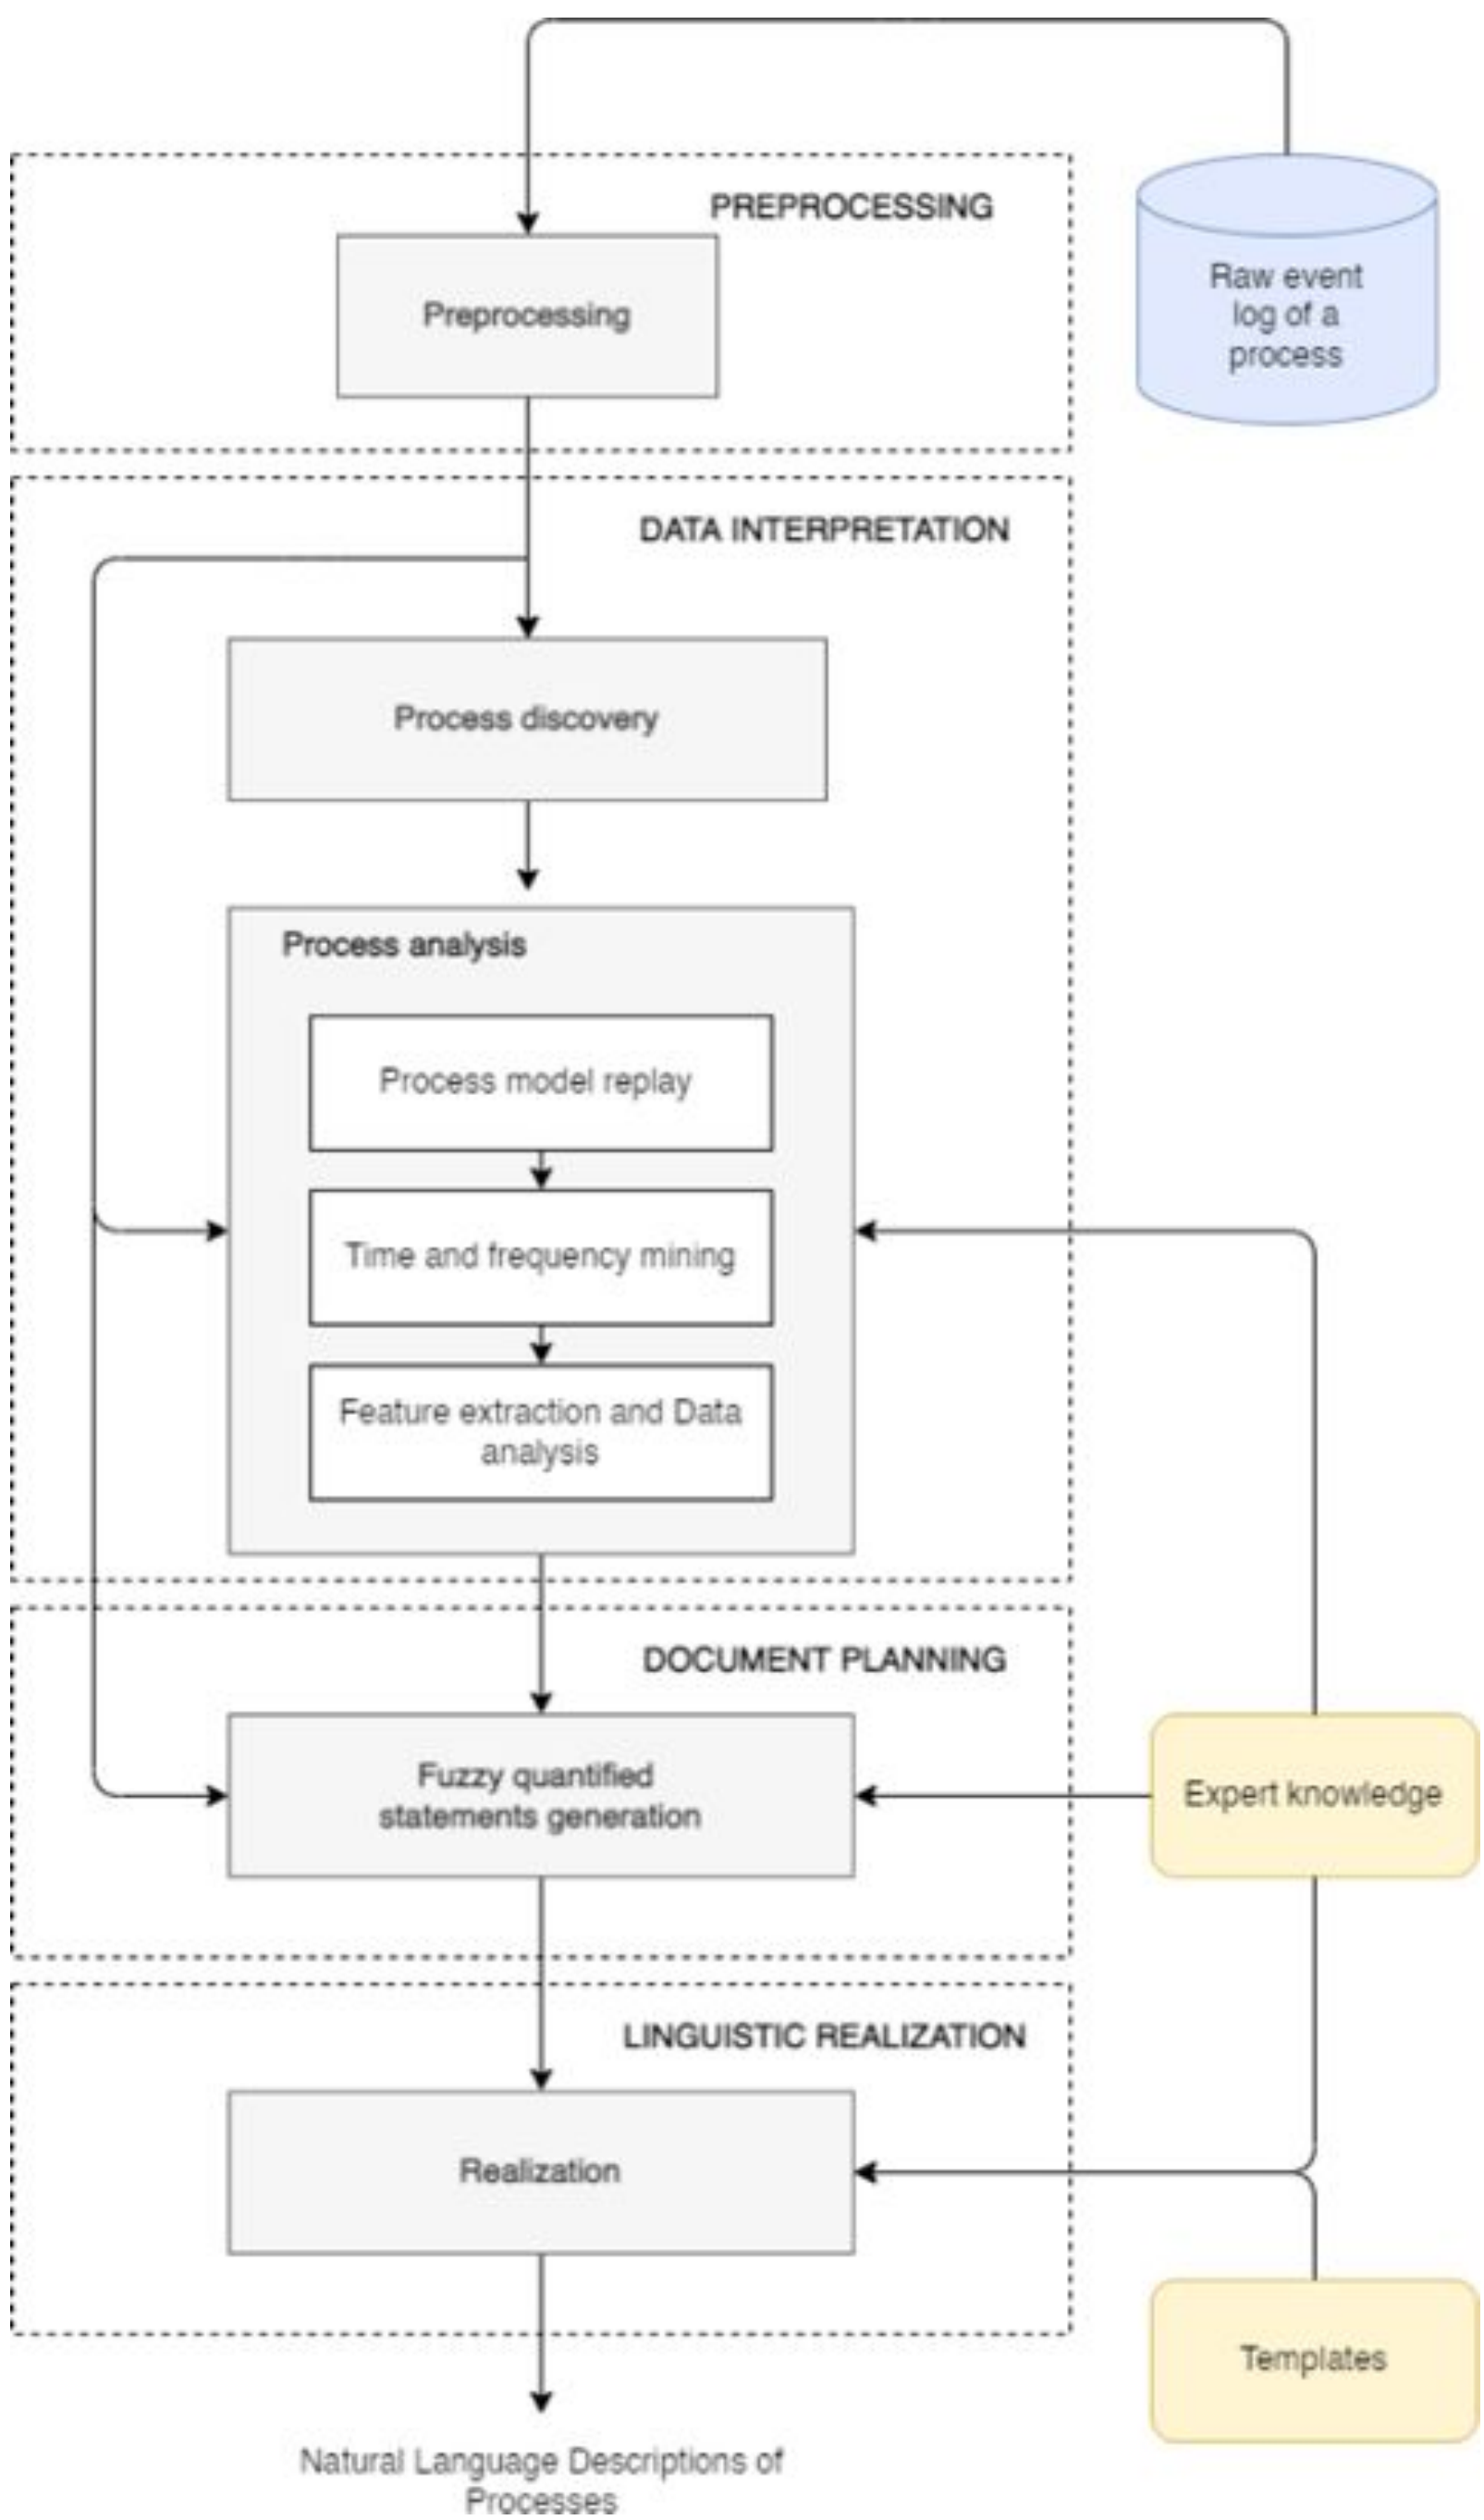 PREPROCESSING
Preprocessing
Raw event
log of a
process
DATA INTERPRETATION
Process discovery
Process analysis
Process model replay
Time and frequency mining
Feature extraction and Data
analysis
DOCUMENT PLANNING
Fuzzy quantified
statements generation
Expert knowledge
LINGUISTIC REALIZATION
Realization
Templates
Natural Language Descriptions of
Processes